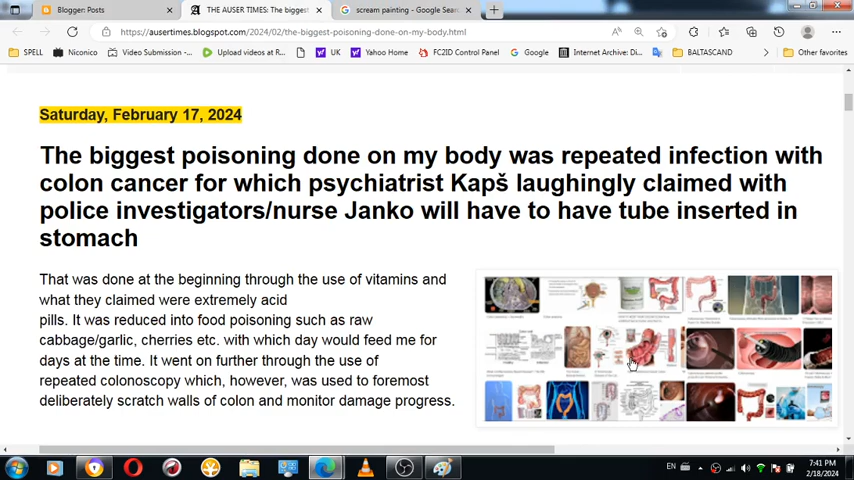 Blogger: Posts
THE AUSER TIMES: The biggest
scream painting - Google Sear
https://ausertimes.blogspot.com/2024/02/the-biggest-poisoning-done-on-my-body.html
SPELL
Niconico
Video Submission -...
Upload videos at R...
UK
Yahoo Home
FC2ID Control Panel
Google
Internet Archive: Di...
BALTASCAND
Other favorites
Saturday, February 17, 2024
The biggest poisoning done on my body was repeated infection with
colon cancer for which psychiatrist Kapš laughingly claimed with
police investigators/nurse Janko will have to have tube inserted in
stomach
That was done at the beginning through the use of vitamins and
what they claimed were extremely acid
pills. It was reduced into food poisoning such as raw
cabbage/garlic, cherries etc. with which day would feed me for
days at the time. It went on further through the use of
repeated colonoscopy which, however, was used to foremost
deliberately scratch walls of colon and monitor damage progress.
EN
7:41 PM
2/18/2024